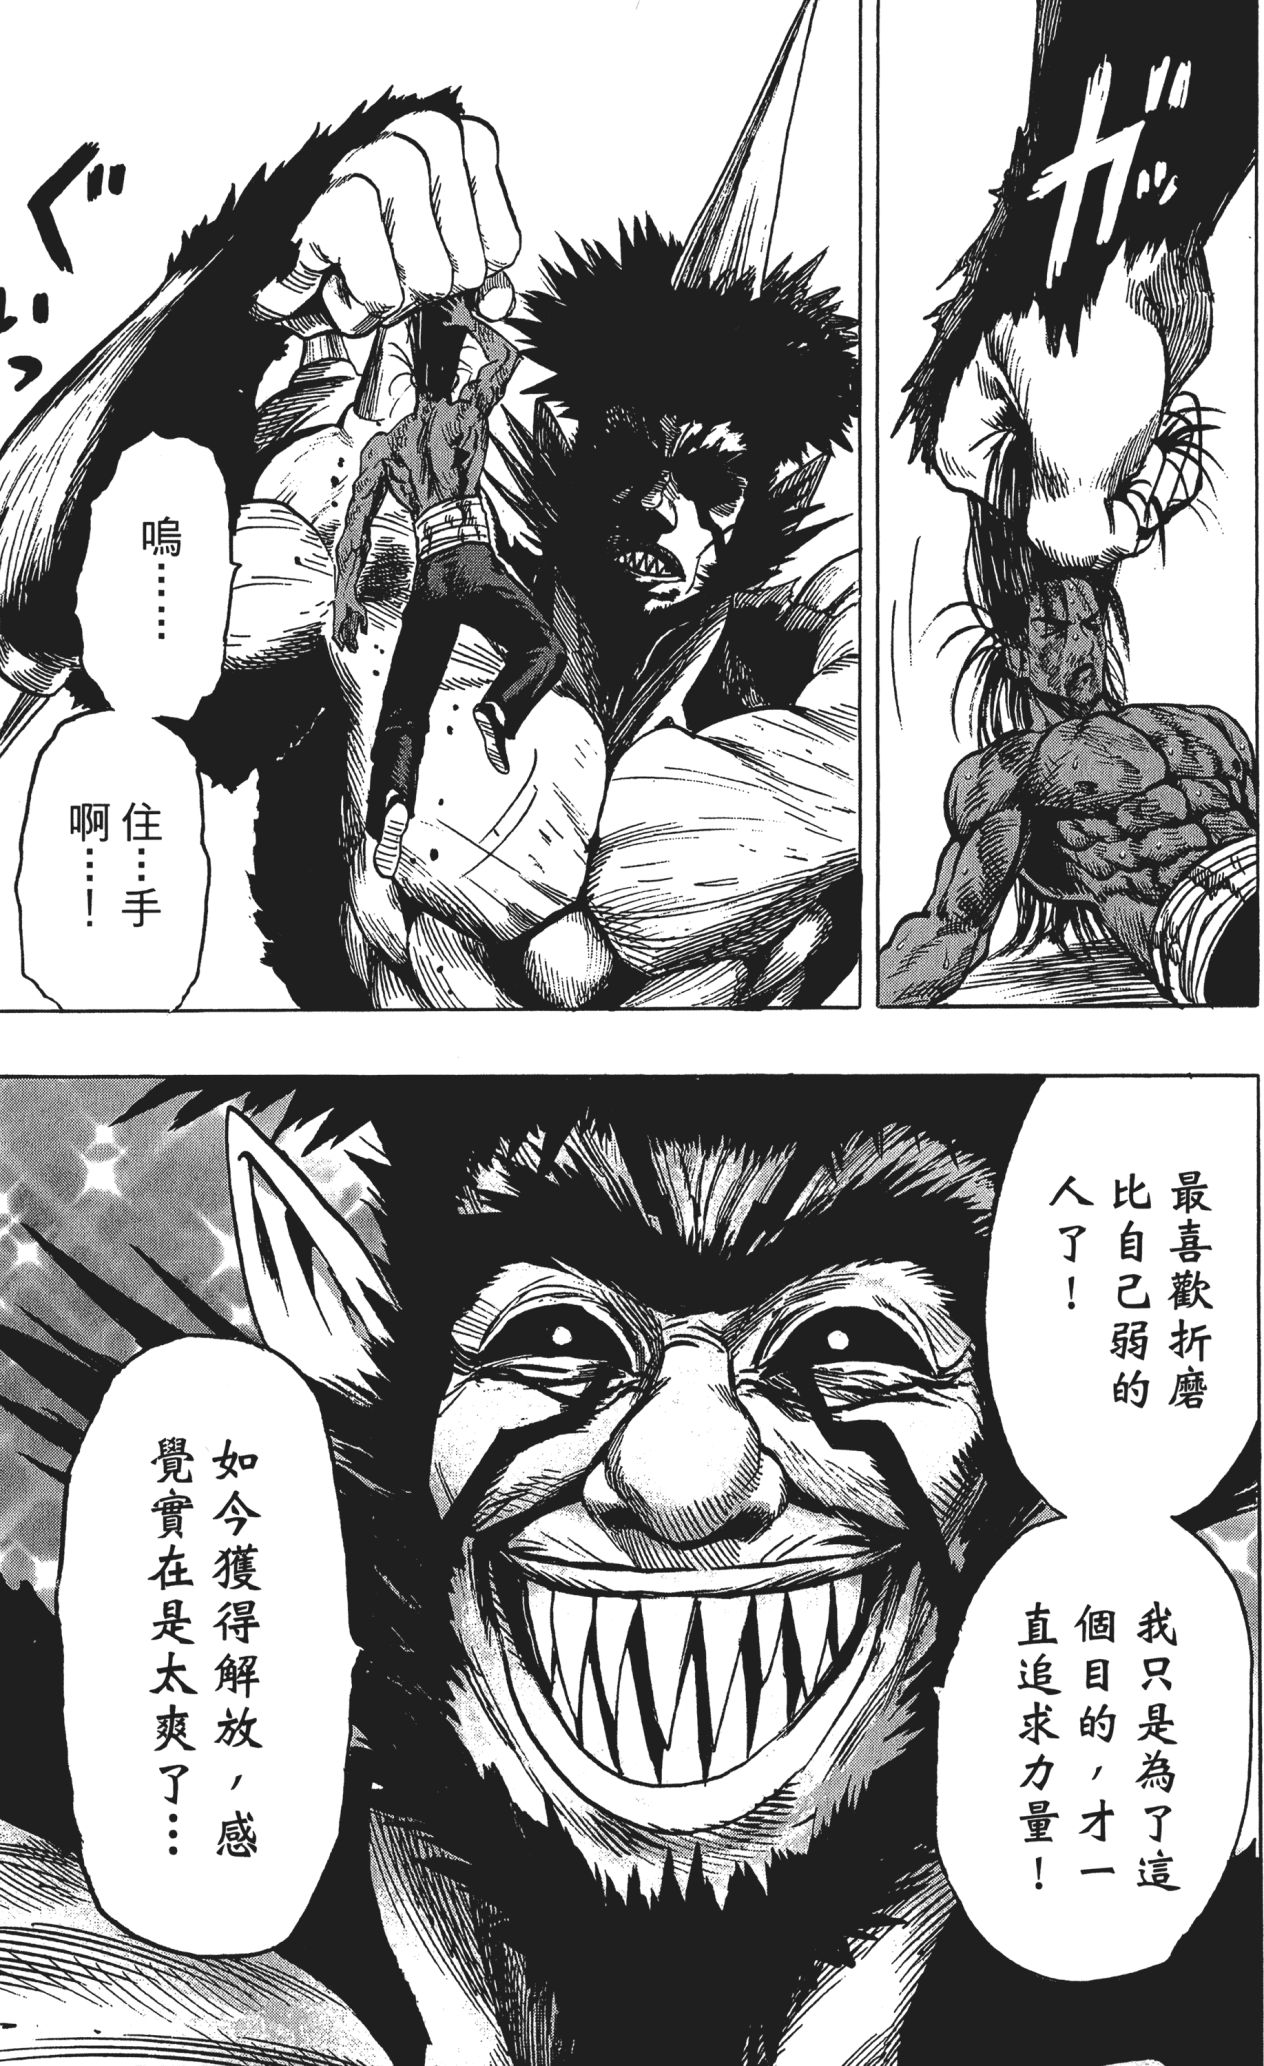 ガッ
ぐいっ
嗚……
住…手
啊……！
最喜歡折磨
比自己弱的
人了！
我只是為了這
個目的，才一
直追求力量！
如今獲得解放，感
覺實在是太爽了…